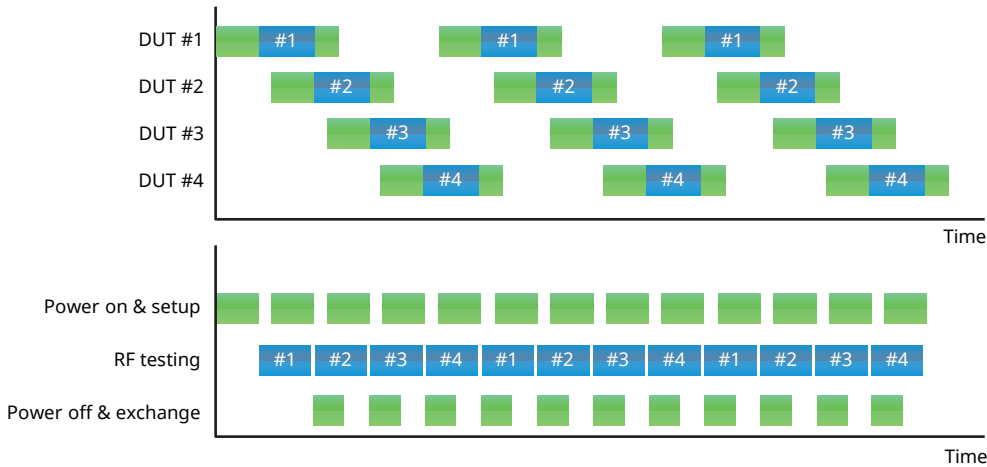 DUT #1 #1 #1 #1
DUT #2 #2 #2 #2
DUT #3 #3 #3 #3
DUT #4 #4 #4 #4
Time
Power on & setup
RF testing #1 #2 #3 #4 #1 #2 #3 #4 #1 #2 #3 #4
Power off & exchange
Time